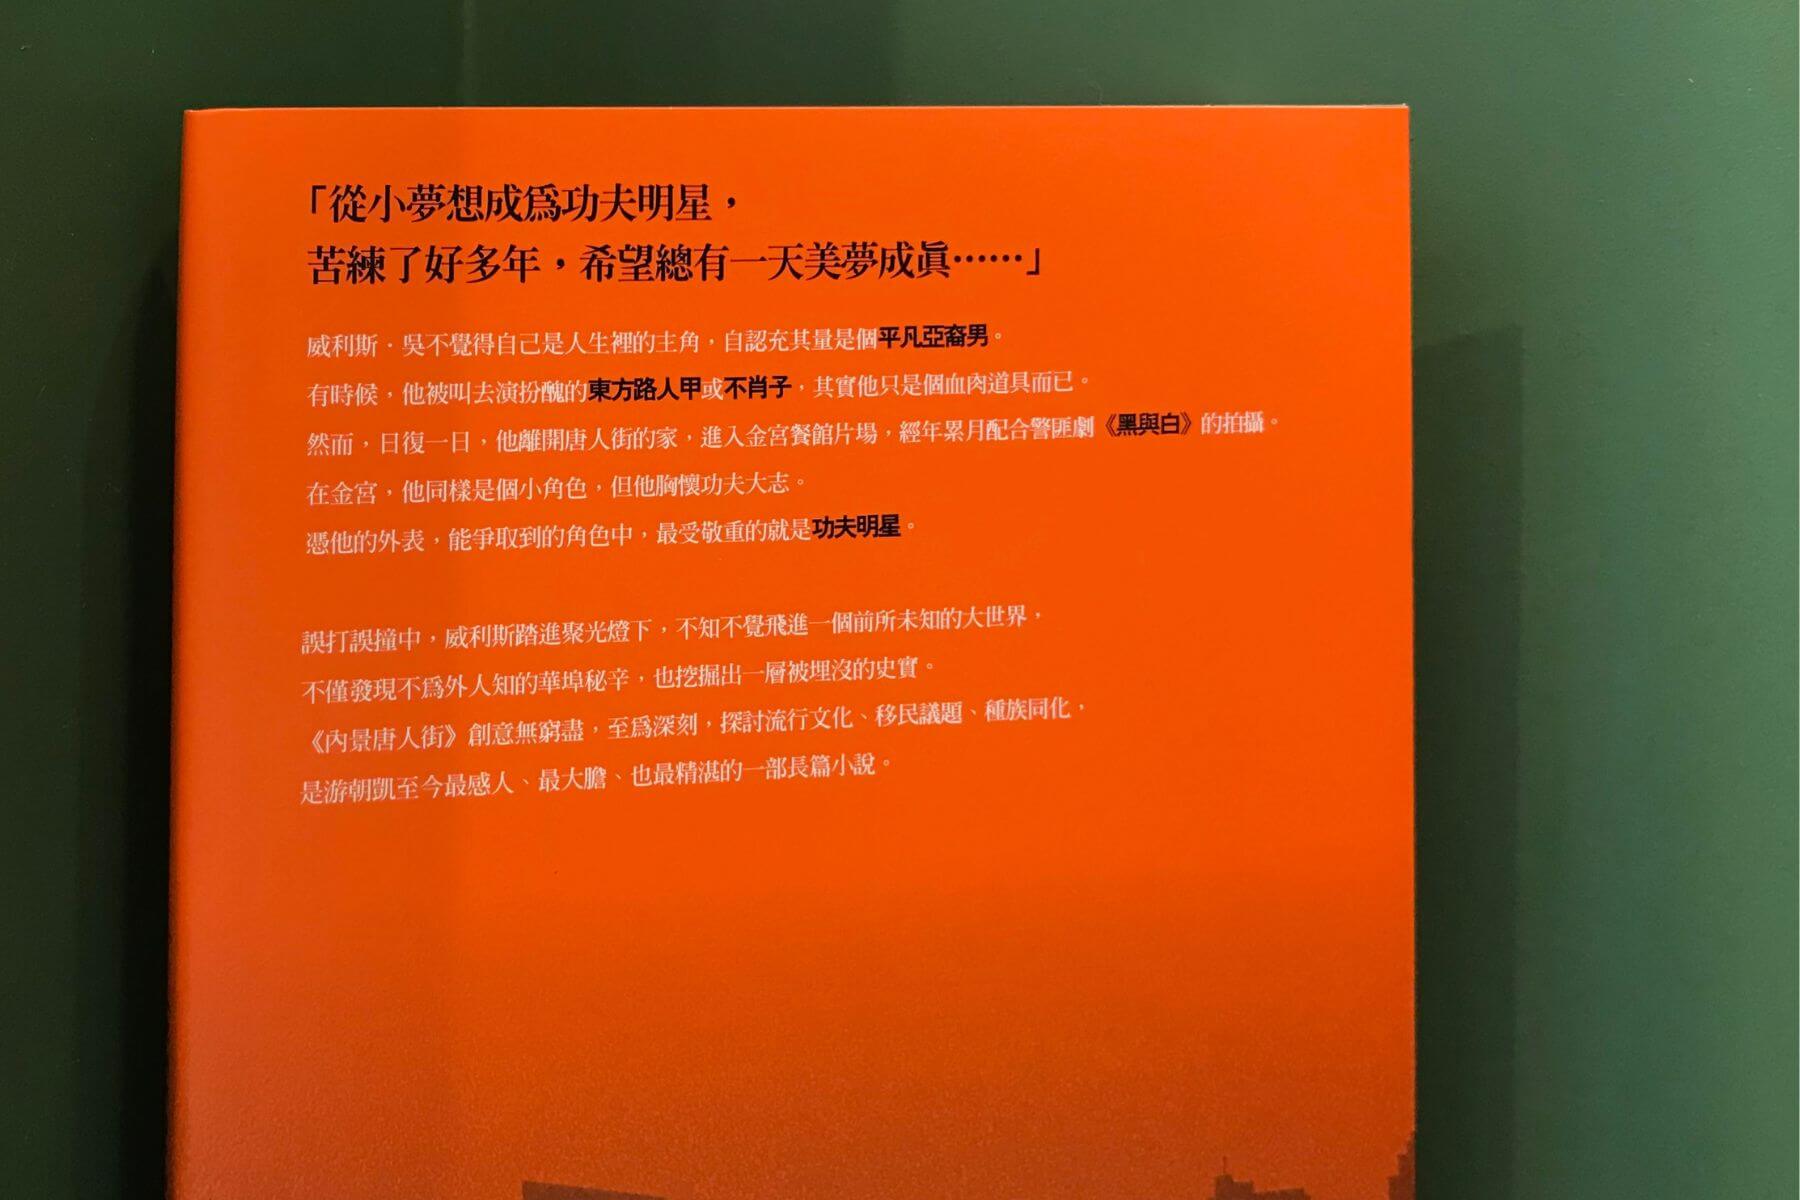 「從小夢想成爲功夫明星，
苦練了好多年，希望總有一天美夢成眞……」
威利斯．吳不覺得自己是人生裡的主角，自認充其量是個平凡亞裔男。
有時候，他被叫去演扮醜的東方路人甲或不肖子，其實他只是個血肉道具而已。
然而，日復一日，他離開唐人街的家，進入金宮餐館片場，經年累月配合警匪劇《黑與白》的拍攝。
在金宮，他同樣是個小角色，但他胸懷功夫大志。
憑他的外表，能爭取到的角色中，最受敬重的就是功夫明星。
誤打誤撞中，威利斯踏進聚光燈下，不知不覺飛進一個前所未知的大世界，
不僅發現不爲外人知的華埠秘辛，也挖掘出一層被埋沒的史實。
《內景唐人街》創意無窮盡，至爲深刻，探討流行文化、移民議題、種族同化，
是游朝凱至今最感人、最大膽、也最精湛的一部長篇小說。